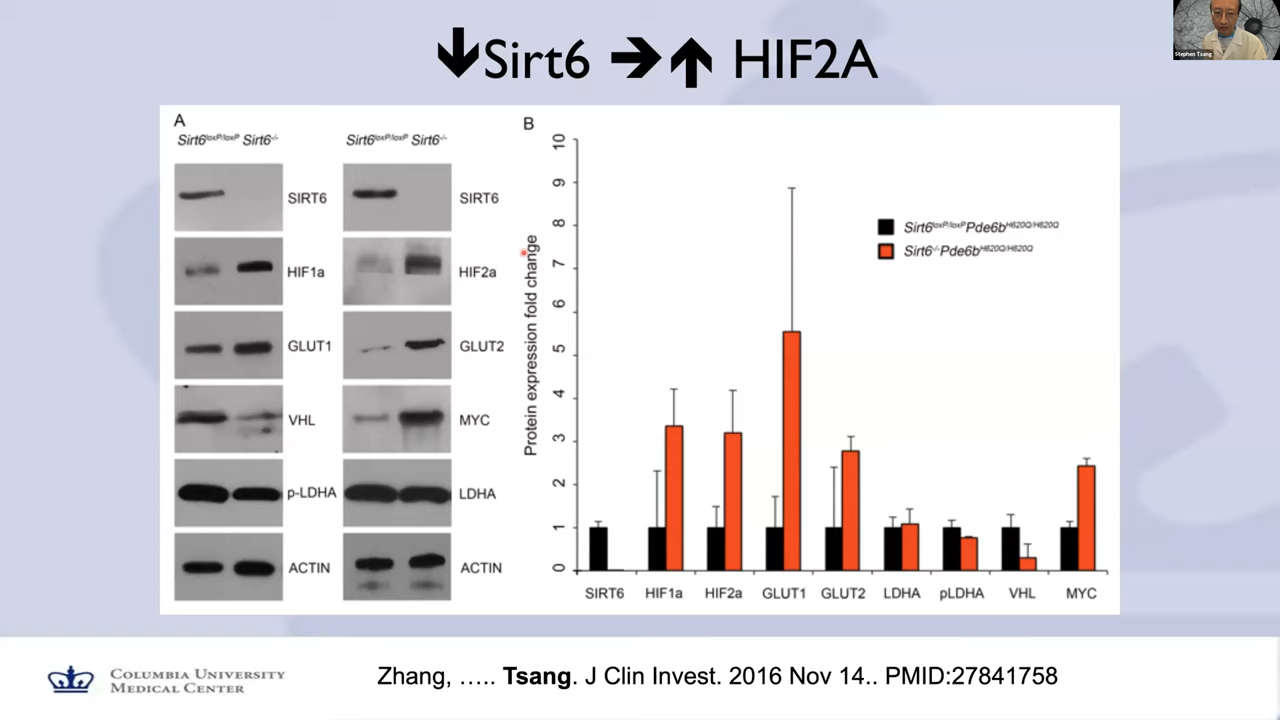 Stephen Tsang
↓Sirt6 →↑ HIF2A
A
Sirt6loxP/loxP Sirt6-/-
SIRT6
HIF1a
GLUT1
VHL
p-LDHA
ACTIN
Sirt6loxP/loxP Sirt6-/-
SIRT6
HIF2a
GLUT2
MYC
LDHA
ACTIN
B
Protein expression fold change
10
9
8
7
6
5
4
3
2
1
0
Sirt6loxP/loxPPde6bH620Q/H620Q
Sirt6-/-Pde6bH620Q/H620Q
SIRT6 HIF1a HIF2a GLUT1 GLUT2 LDHA pLDHA VHL MYC
COLUMBIA UNIVERSITY
MEDICAL CENTER
Zhang, ….. Tsang. J Clin Invest. 2016 Nov 14.. PMID:27841758